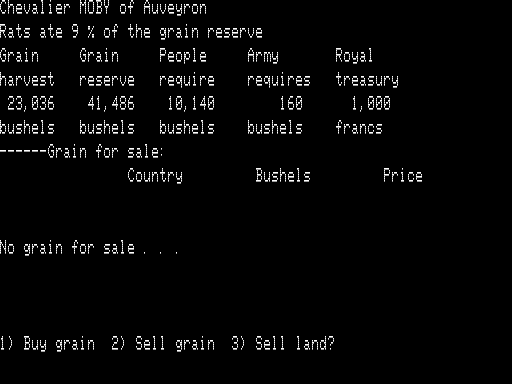 Chevalier MOBY of Auveyron
Rats ate 9 % of the grain reserve
Grain Grain People Army Royal
harvest reserve require requires treasury
23,036 41,486 10,140 160 1,000
bushels bushels bushels bushels francs
------Grain for sale:
Country Bushels Price
No grain for sale . . .
1) Buy grain 2) Sell grain 3) Sell land?